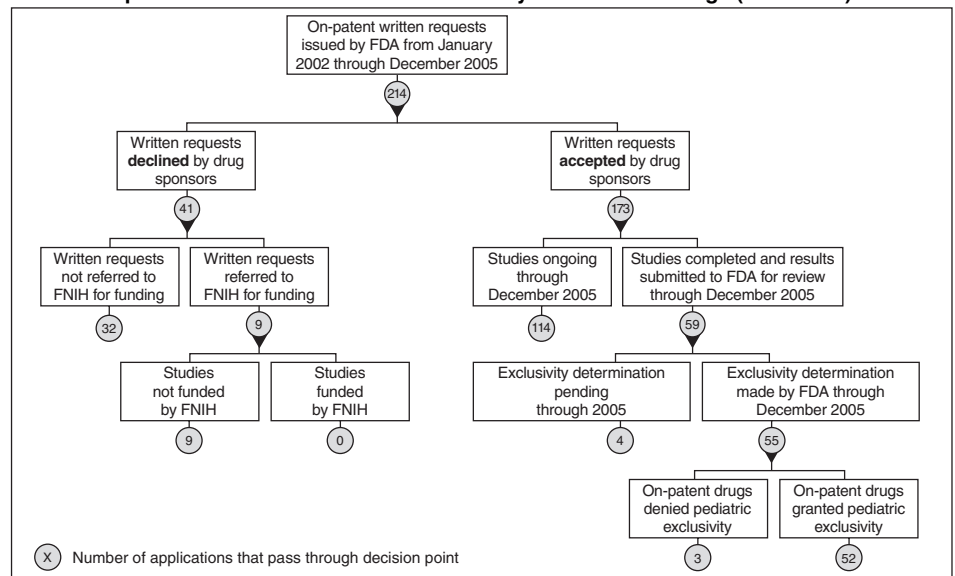 On-patent written requests
issued by FDA from January
2002 through December 2005
214
Written requests
declined by drug
sponsors
Written requests
accepted by drug
sponsors
41
173
Written requests
not referred to
FNIH for funding
Written requests
referred to
FNIH for funding
Studies ongoing
through
December 2005
Studies completed and results
submitted to FDA for review
through December 2005
32
9
114
59
Studies
not funded
by FNIH
Studies
funded
by FNIH
Exclusivity determination
pending
through 2005
Exclusivity determination
made by FDA through
December 2005
9
0
4
55
On-patent drugs
denied pediatric
exclusivity
On-patent drugs
granted pediatric
exclusivity
3
52
X Number of applications that pass through decision point